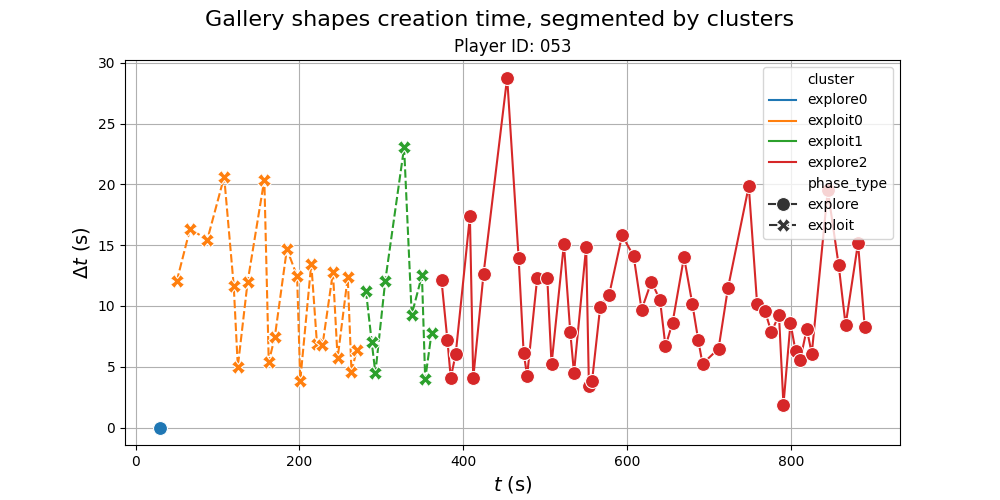 Gallery shapes creation time, segmented by clusters
Player ID: 053
30
25
20
15
10
5
0
Δt (s)
0
200
400
600
800
t (s)
cluster
explore0
exploit0
exploit1
explore2
phase_type
explore
exploit